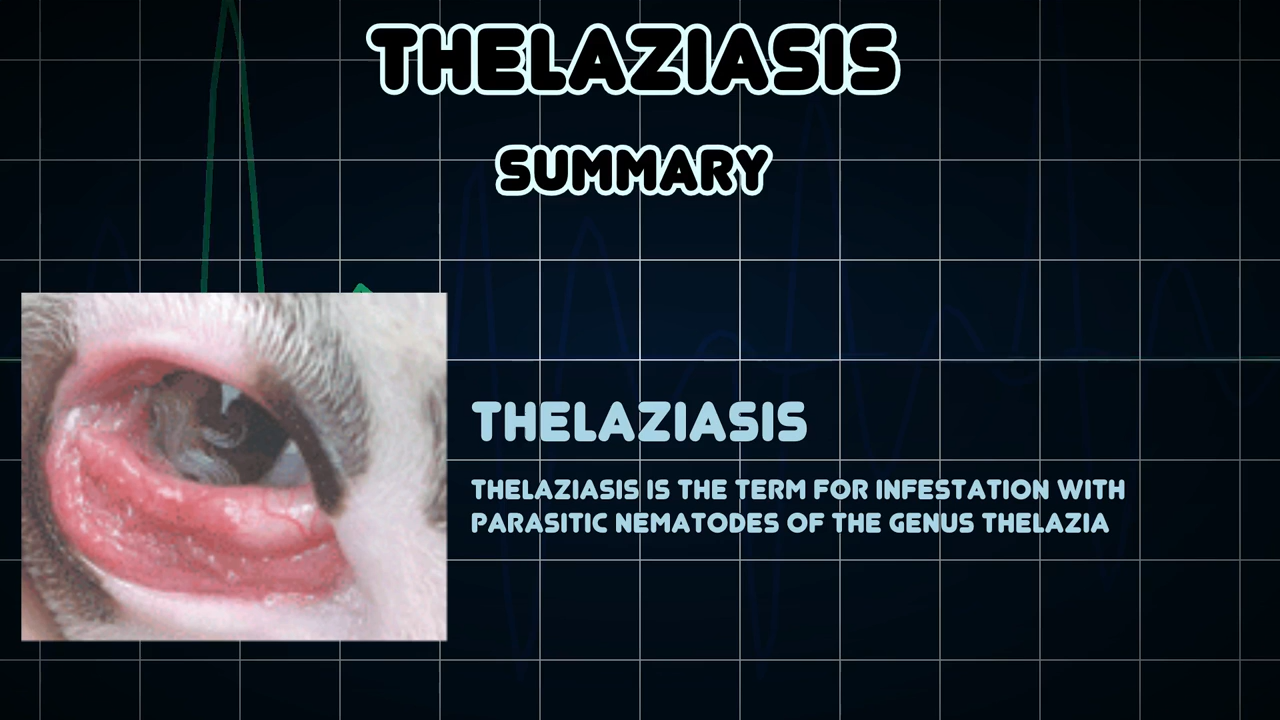 THELAZIASIS
SUMMARY
THELAZIASIS
THELAZIASIS IS THE TERM FOR INFESTATION WITH
PARASITIC NEMATODES OF THE GENUS THELAZIA